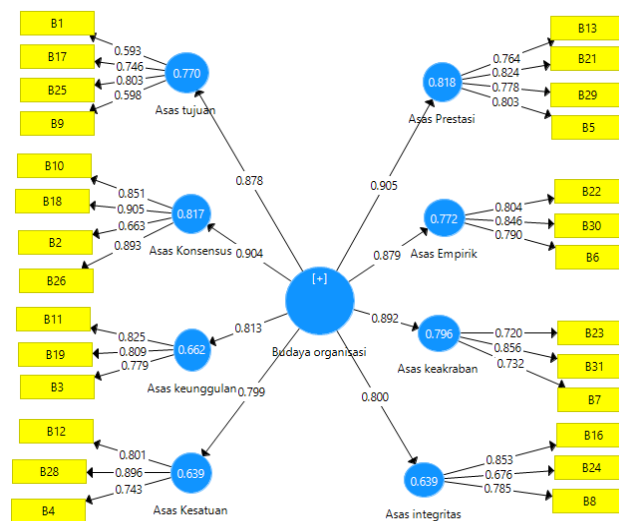 B1
B17
B25
B9
0.593
0.746
0.803
0.598
0.770
Asas tujuan
B10
B18
B2
B26
0.851
0.905
0.663
0.893
0.817
Asas Konsensus
B11
B19
B3
0.825
0.809
0.779
0.662
Asas keunggulan
B12
B28
B4
0.801
0.896
0.743
0.639
Asas Kesatuan
0.878
0.904
0.813
0.799
[+]
Budaya organisasi
0.905
0.879
0.892
0.800
0.818
Asas Prestasi
0.764
0.824
0.778
0.803
B13
B21
B29
B5
0.772
Asas Empirik
0.804
0.846
0.790
B22
B30
B6
0.796
Asas keakraban
0.720
0.856
0.732
B23
B31
B7
0.639
Asas integritas
0.853
0.676
0.785
B16
B24
B8